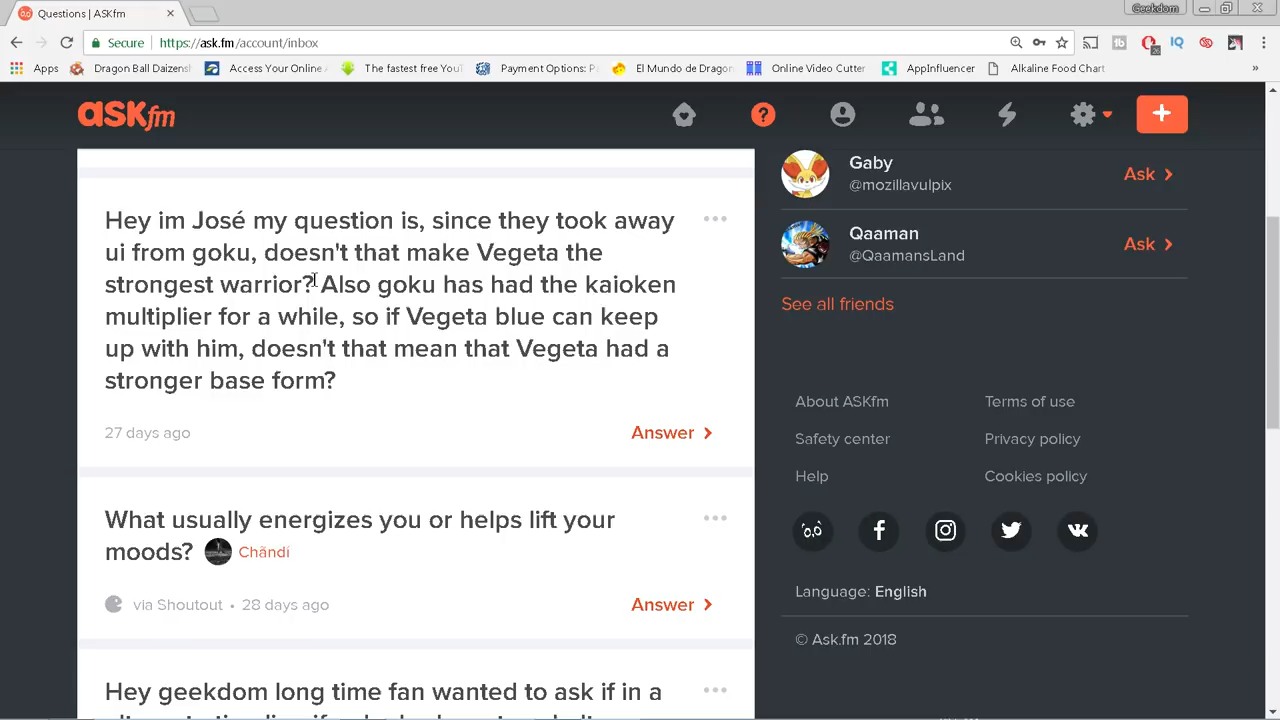 Questions | ASKfm
Geekdom
Secure https://ask.fm/account/inbox
Apps Dragon Ball Daizensh Access Your Online A The fastest free YouT Payment Options: Pa El Mundo de Dragon Online Video Cutter AppInfluencer Alkaline Food Chart »
ASKfm
Gaby
@mozillavulpix
Ask
Qaaman
@QaamansLand
Ask
See all friends
Hey im José my question is, since they took away
ui from goku, doesn't that make Vegeta the
strongest warrior? Also goku has had the kaioken
multiplier for a while, so if Vegeta blue can keep
up with him, doesn't that mean that Vegeta had a
stronger base form?
27 days ago
Answer
What usually energizes you or helps lift your
moods? Chãndí
via Shoutout • 28 days ago
Answer
Hey geekdom long time fan wanted to ask if in a
About ASKfm Terms of use
Safety center Privacy policy
Help Cookies policy
Language: English
© Ask.fm 2018